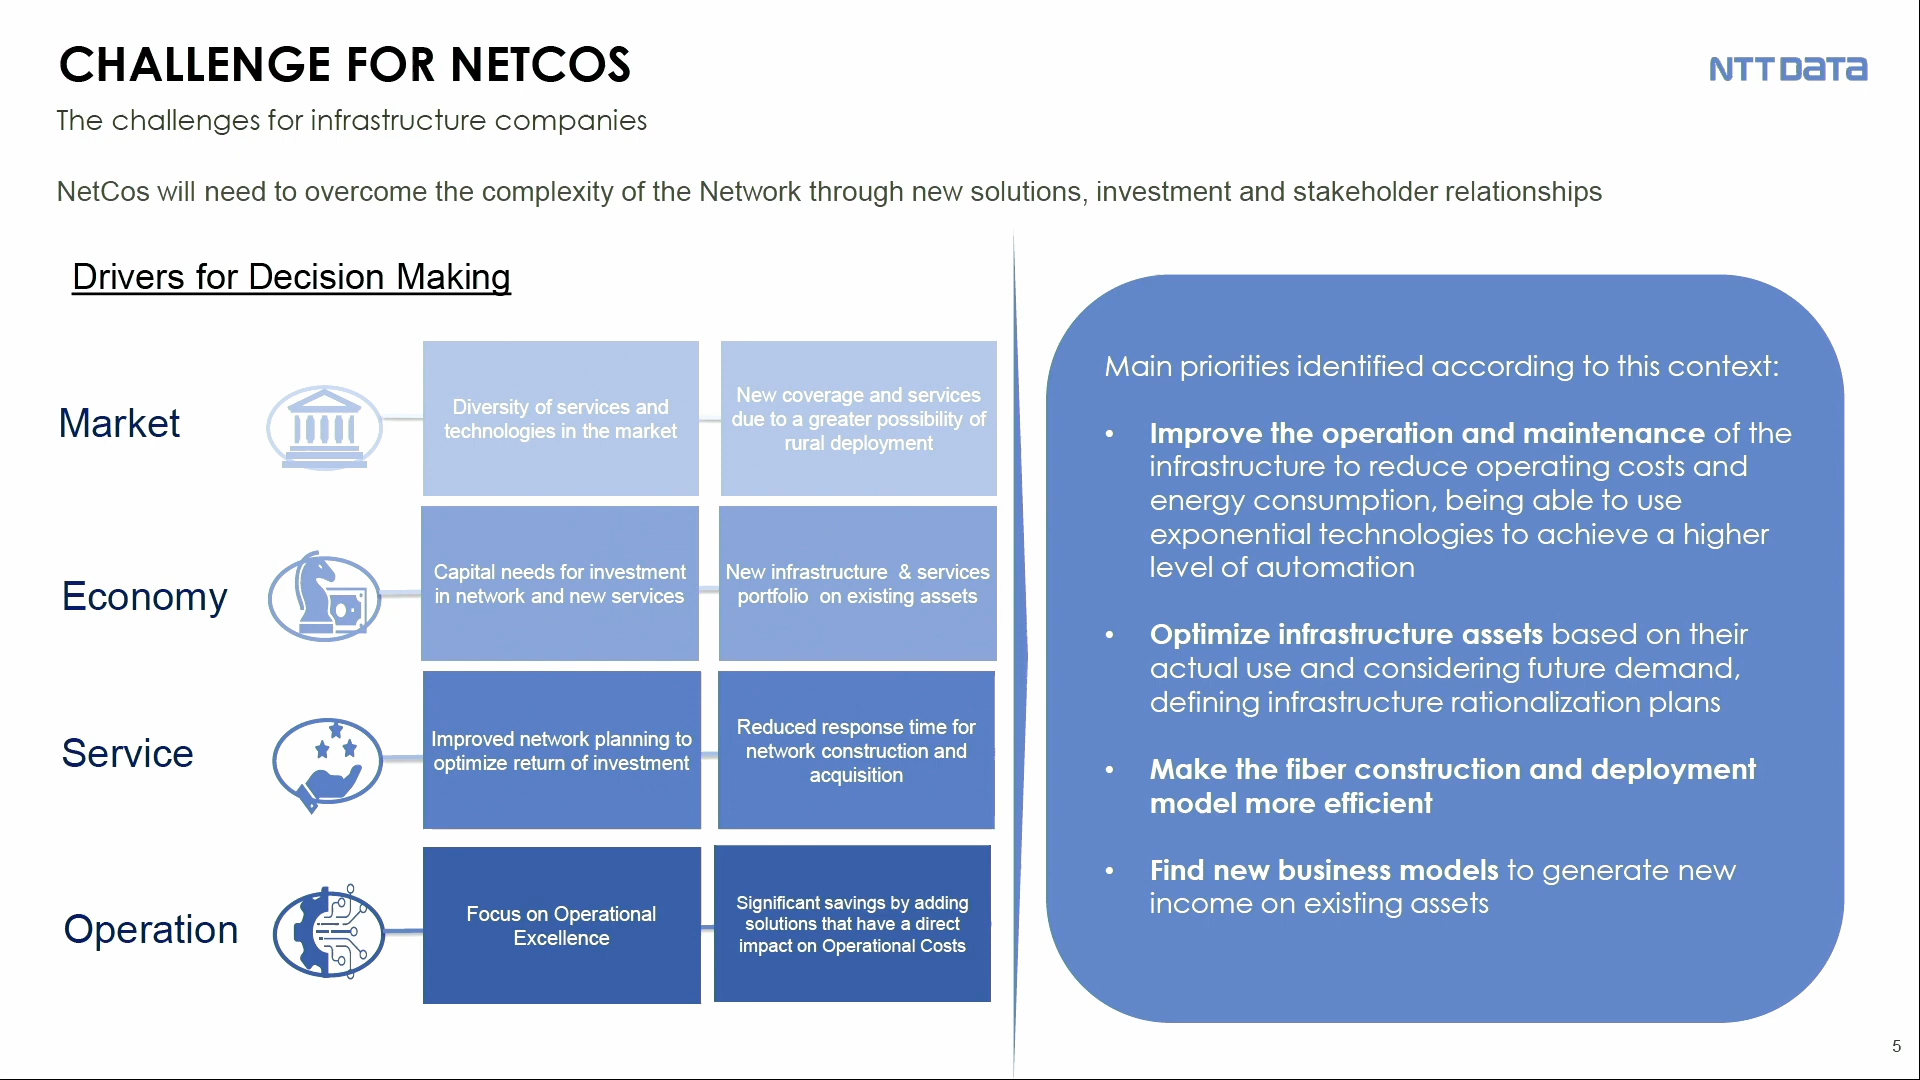 CHALLENGE FOR NETCOS
NTT DATA
The challenges for infrastructure companies
NetCos will need to overcome the complexity of the Network through new solutions, investment and stakeholder relationships
Drivers for Decision Making
Market
Diversity of services and
technologies in the market
New coverage and services
due to a greater possibility of
rural deployment
Economy
Capital needs for investment
in network and new services
New infrastructure & services
portfolio on existing assets
Service
Improved network planning to
optimize return of investment
Reduced response time for
network construction and
acquisition
Operation
Focus on Operational
Excellence
Significant savings by adding
solutions that have a direct
impact on Operational Costs
Main priorities identified according to this context:
• Improve the operation and maintenance of the
infrastructure to reduce operating costs and
energy consumption, being able to use
exponential technologies to achieve a higher
level of automation
• Optimize infrastructure assets based on their
actual use and considering future demand,
defining infrastructure rationalization plans
• Make the fiber construction and deployment
model more efficient
• Find new business models to generate new
income on existing assets
5